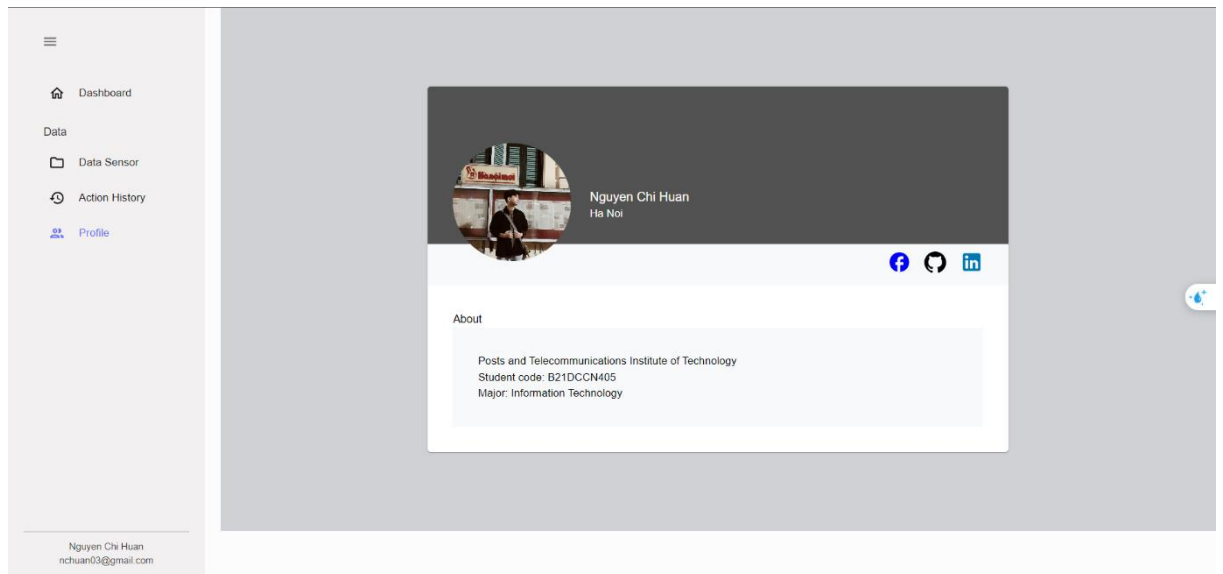 Dashboard
Data
Data Sensor
Action History
Profile
Nguyen Chi Huan
nchuan03@gmail.com
Nguyen Chi Huan
Ha Noi
About
Posts and Telecommunications Institute of Technology
Student code: B21DCCN405
Major: Information Technology